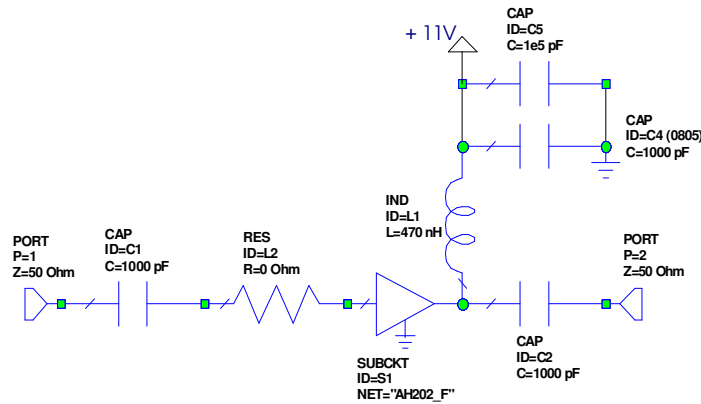 CAP
ID=C5
C=1e5 pF
+ 11V
CAP
ID=C4 (0805)
C=1000 pF
IND
ID=L1
L=470 nH
PORT
P=1
Z=50 Ohm
CAP
ID=C1
C=1000 pF
RES
ID=L2
R=0 Ohm
PORT
P=2
Z=50 Ohm
SUBCKT
ID=S1
NET="AH202_F"
CAP
ID=C2
C=1000 pF